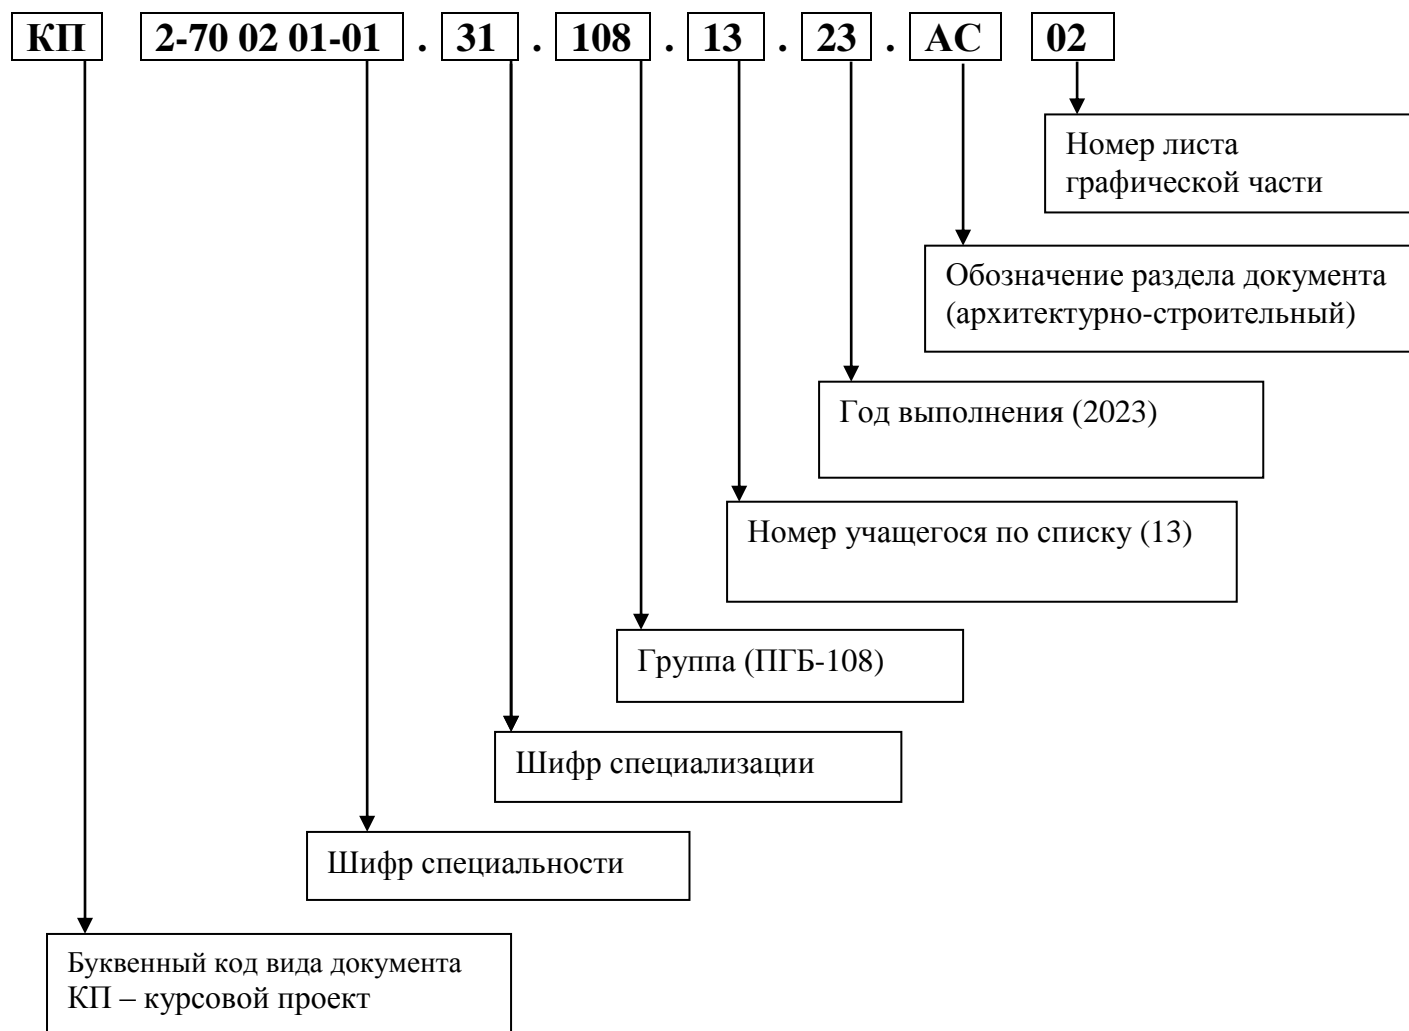 КП 2-70 02 01-01 . 31 . 108 . 13 . 23 . АС 02
Номер листа
графической части
Обозначение раздела документа
(архитектурно-строительный)
Год выполнения (2023)
Номер учащегося по списку (13)
Группа (ПГБ-108)
Шифр специализации
Шифр специальности
Буквенный код вида документа
КП – курсовой проект